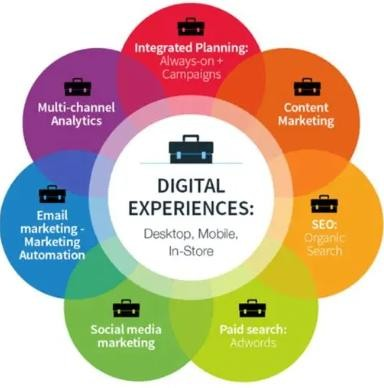 Integrated Planning:
Always-on +
Campaigns
Content
Marketing
SEO:
Organic
Search
Paid search:
Adwords
Social media
marketing
Email
marketing -
Marketing
Automation
Multi-channel
Analytics
DIGITAL
EXPERIENCES:
Desktop, Mobile,
In-Store